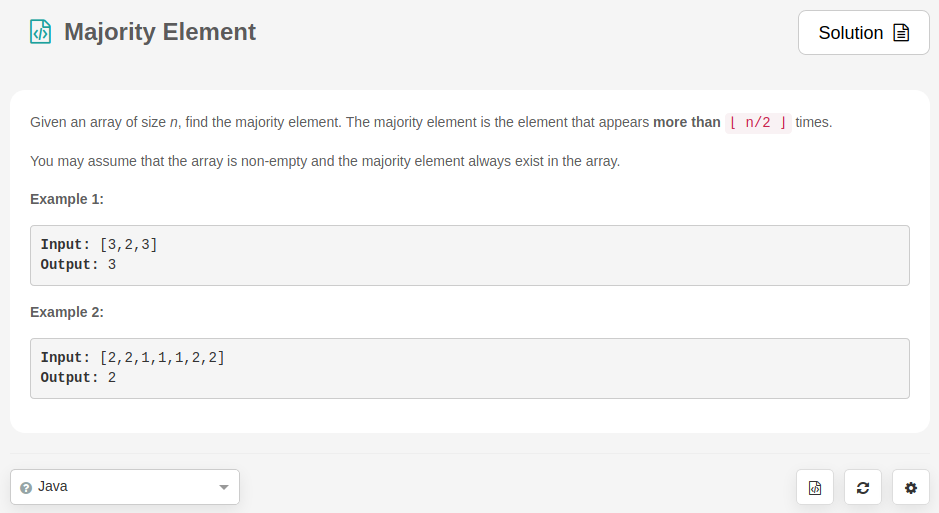 Majority Element
Solution
Given an array of size n, find the majority element. The majority element is the element that appears more than ⌊ n/2 ⌋ times.
You may assume that the array is non-empty and the majority element always exist in the array.
Example 1:
Input: [3,2,3]
Output: 3
Example 2:
Input: [2,2,1,1,1,2,2]
Output: 2
Java